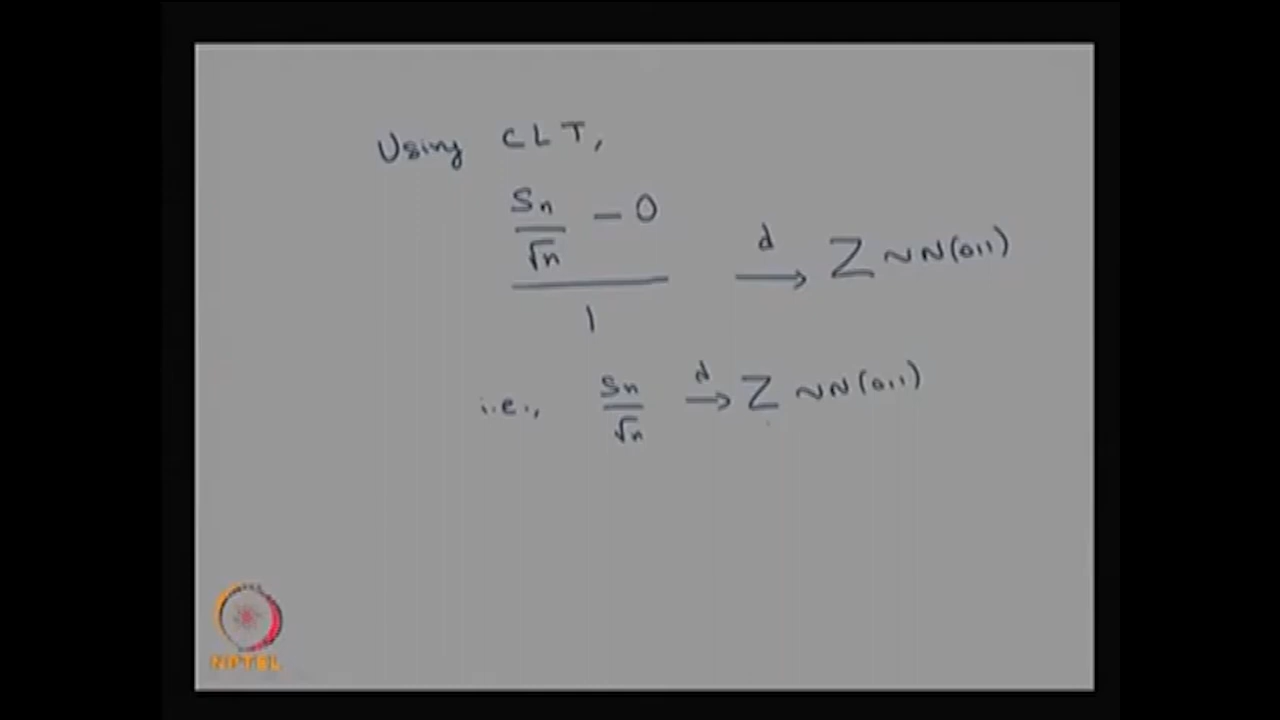 Using CLT,
Sn/√n - 0
d
→ Z ~ N(0,1)
1
i.e., Sn/√n d→ Z ~ N(0,1)
NPTEL